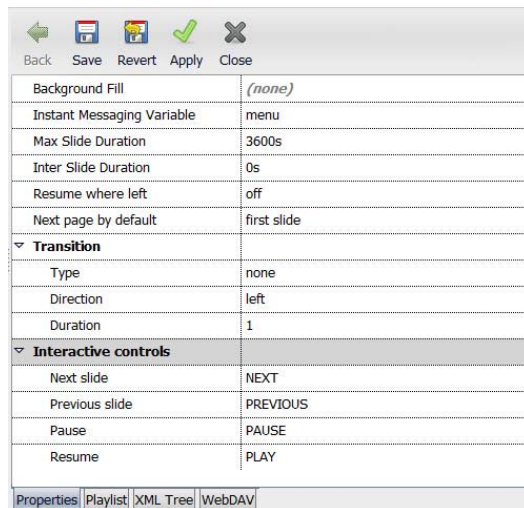 Back Save Revert Apply Close
Background Fill (none)
Instant Messaging Variable menu
Max Slide Duration 3600s
Inter Slide Duration 0s
Resume where left off
Next page by default first slide
Transition
Type none
Direction left
Duration 1
Interactive controls
Next slide NEXT
Previous slide PREVIOUS
Pause PAUSE
Resume PLAY
Properties Playlist XML Tree WebDAV